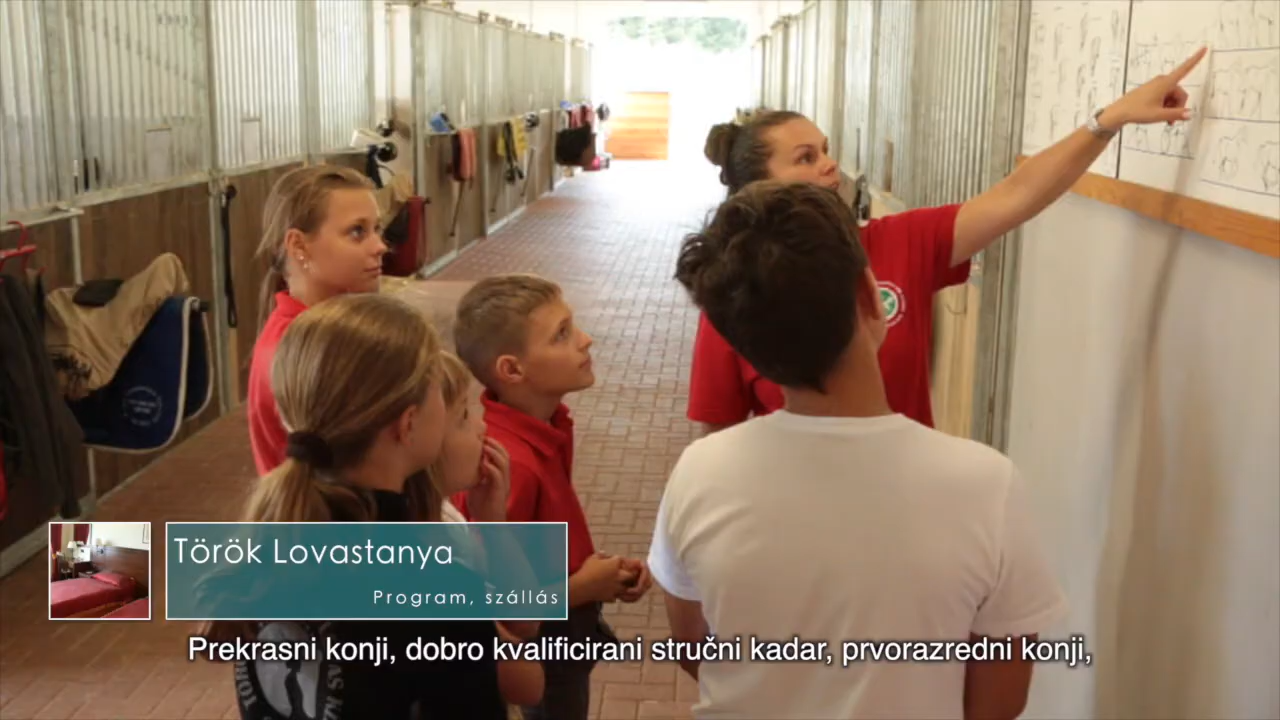 Török Lovastanya
Program, szállás
Prekrasni konji, dobro kvalificirani stručni kadar, prvorazredni konji,